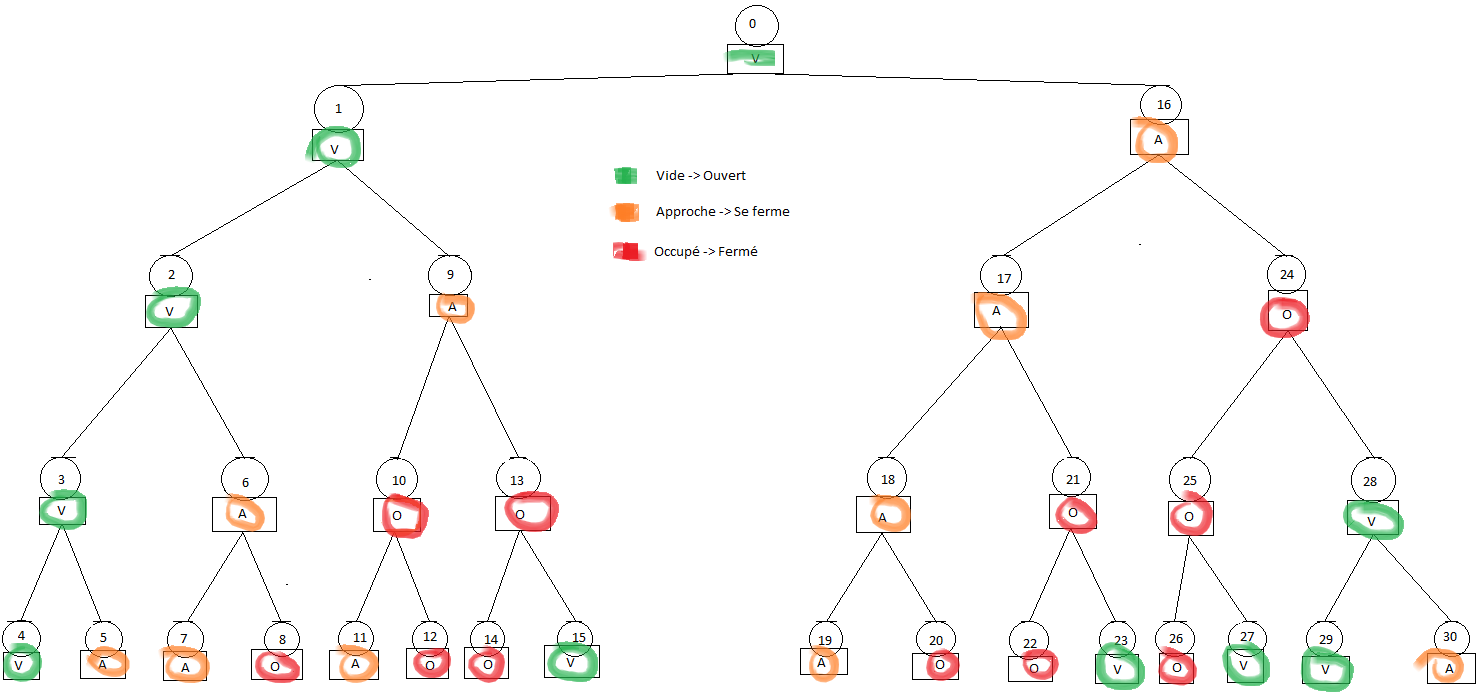 0
V
1
16
V
A
Vide -> Ouvert
Approche -> Se ferme
Occupé -> Fermé
2
9
17
24
V
A
A
O
3
6
10
13
18
21
25
28
V
A
O
O
A
O
O
V
4
5
7
8
11
12
14
15
19
20
22
23
26
27
29
30
V
A
A
O
A
O
O
V
A
O
O
V
O
V
V
A